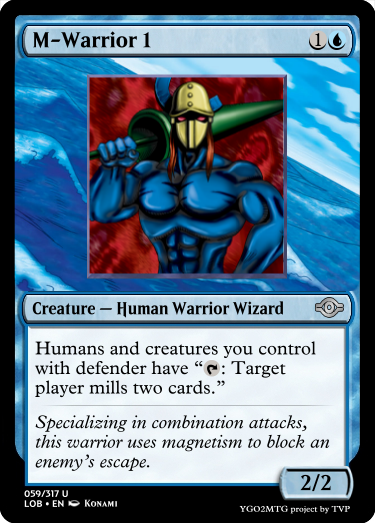 M-Warrior 1 1
Creature — Human Warrior Wizard
Humans and creatures you control
with defender have “: Target
player mills two cards.”
Specializing in combination attacks,
this warrior uses magnetism to block an
enemy's escape.
2/2
059/317 U
LOB • EN Konami
YGO2MTG project by TVP